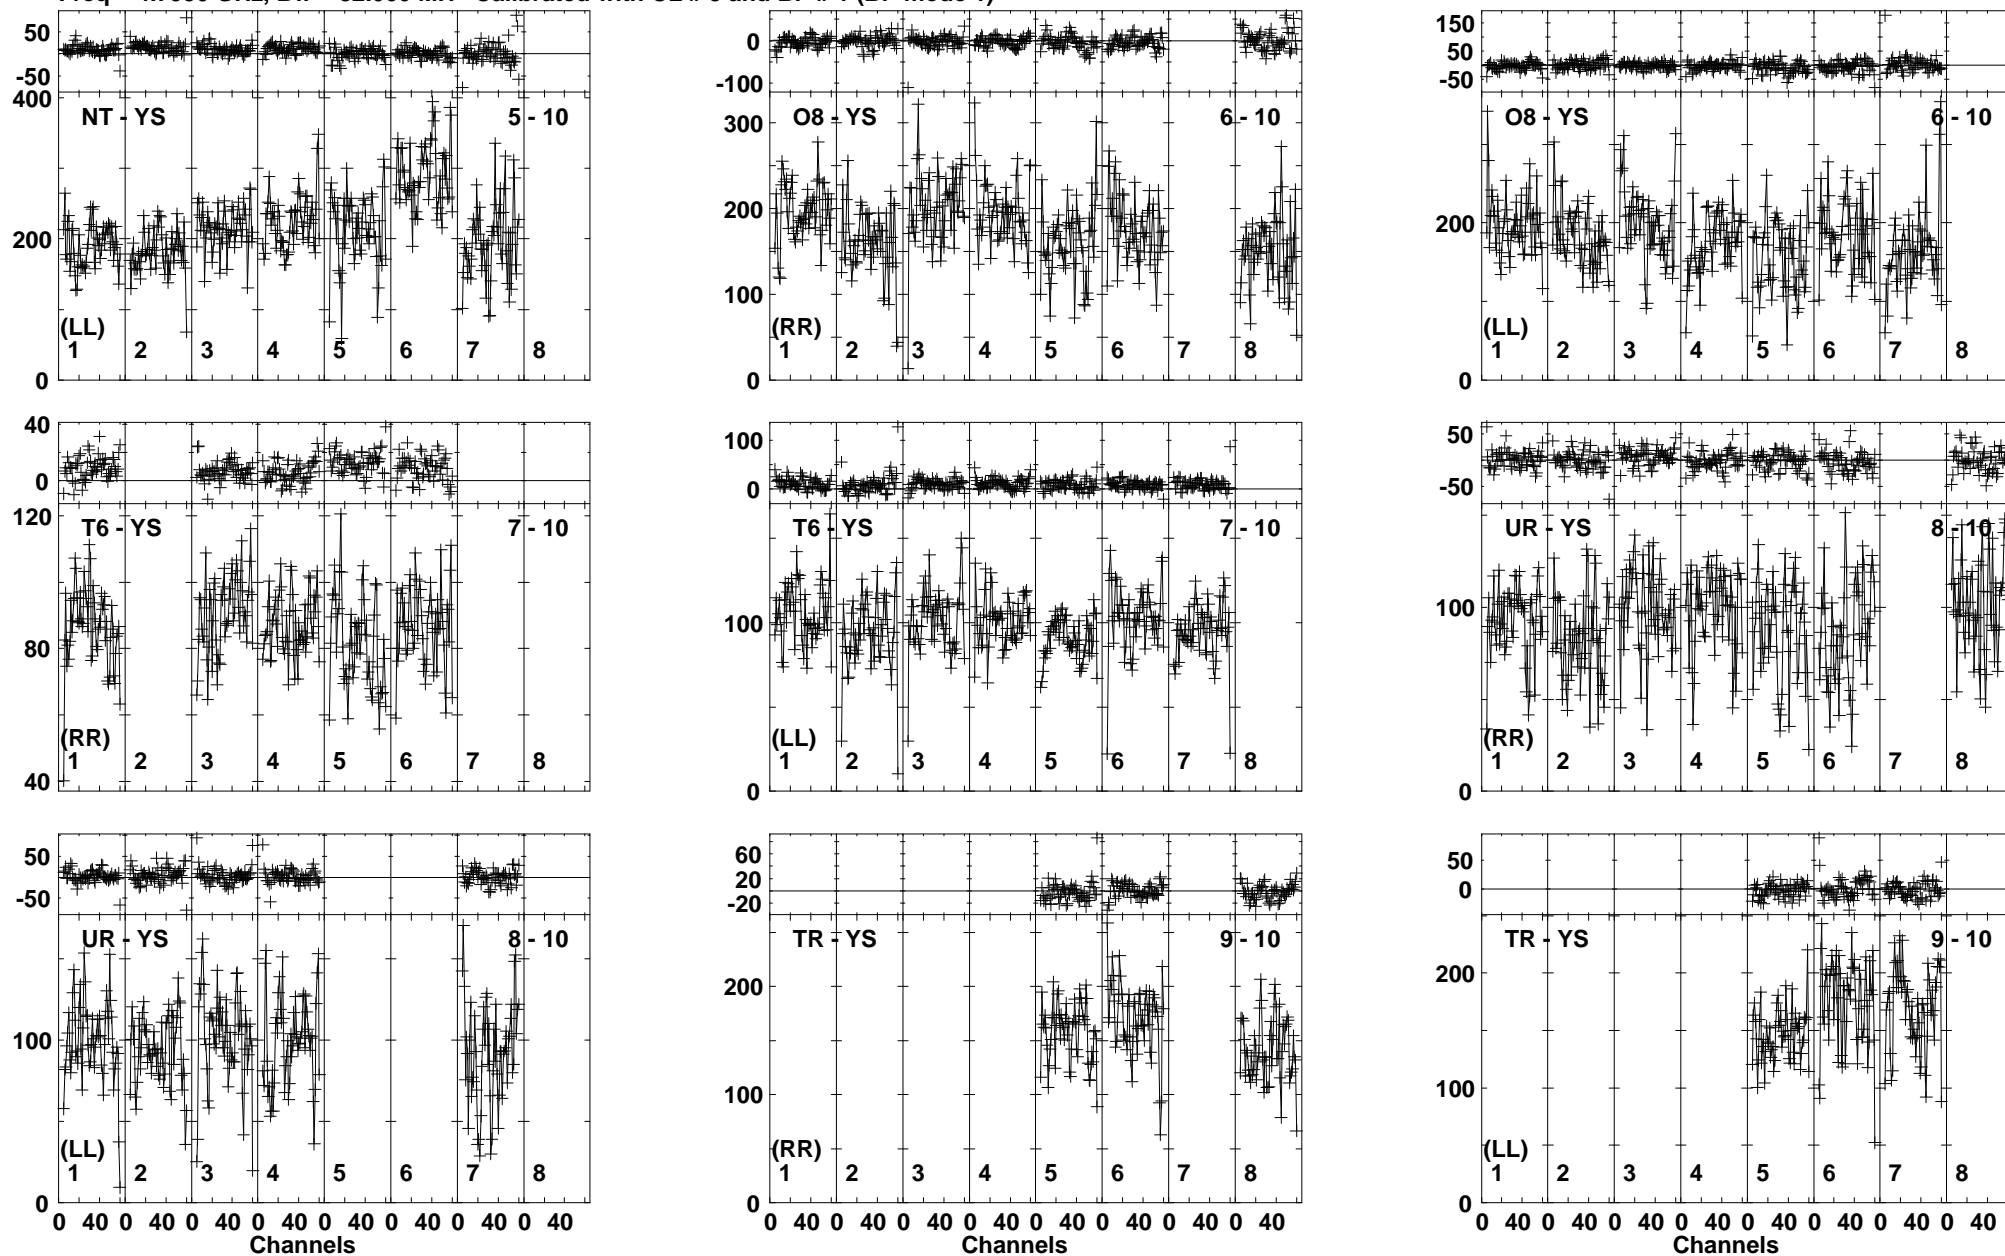 50 0 -50 0 -100 150 50 -50
400 NT - YS 5 - 10 300 O8 - YS 6 - 10 O8 - YS 6 - 10
200 200 200
100
(LL) (RR) (LL)
1 2 3 4 5 6 7 8 1 2 3 4 5 6 7 8 1 2 3 4 5 6 7 8
0 0 0
40 0 100 0 50 -50
120 T6 - YS 7 - 10 T6 - YS 7 - 10 UR - YS 8 - 10
80 100 100
(RR) (LL) (RR)
1 2 3 4 5 6 7 8 1 2 3 4 5 6 7 8 1 2 3 4 5 6 7 8
40 0 0
50 -50 60 20 -20 50 0
UR - YS 8 - 10 TR - YS 9 - 10 TR - YS 9 - 10
200 200
100 100 100
(LL) (RR) (LL)
1 2 3 4 5 6 7 8 1 2 3 4 5 6 7 8 1 2 3 4 5 6 7 8
0 0
0 40 0 40 0 40 0 40 0 40 0 40 0 40 0 40 0 40 0 40 0 40 0 40 0 40 0 40 0 40 0 40 0 40 0 40 0 40 0 40 0 40 0 40 0 40 0 40
Channels Channels Channels